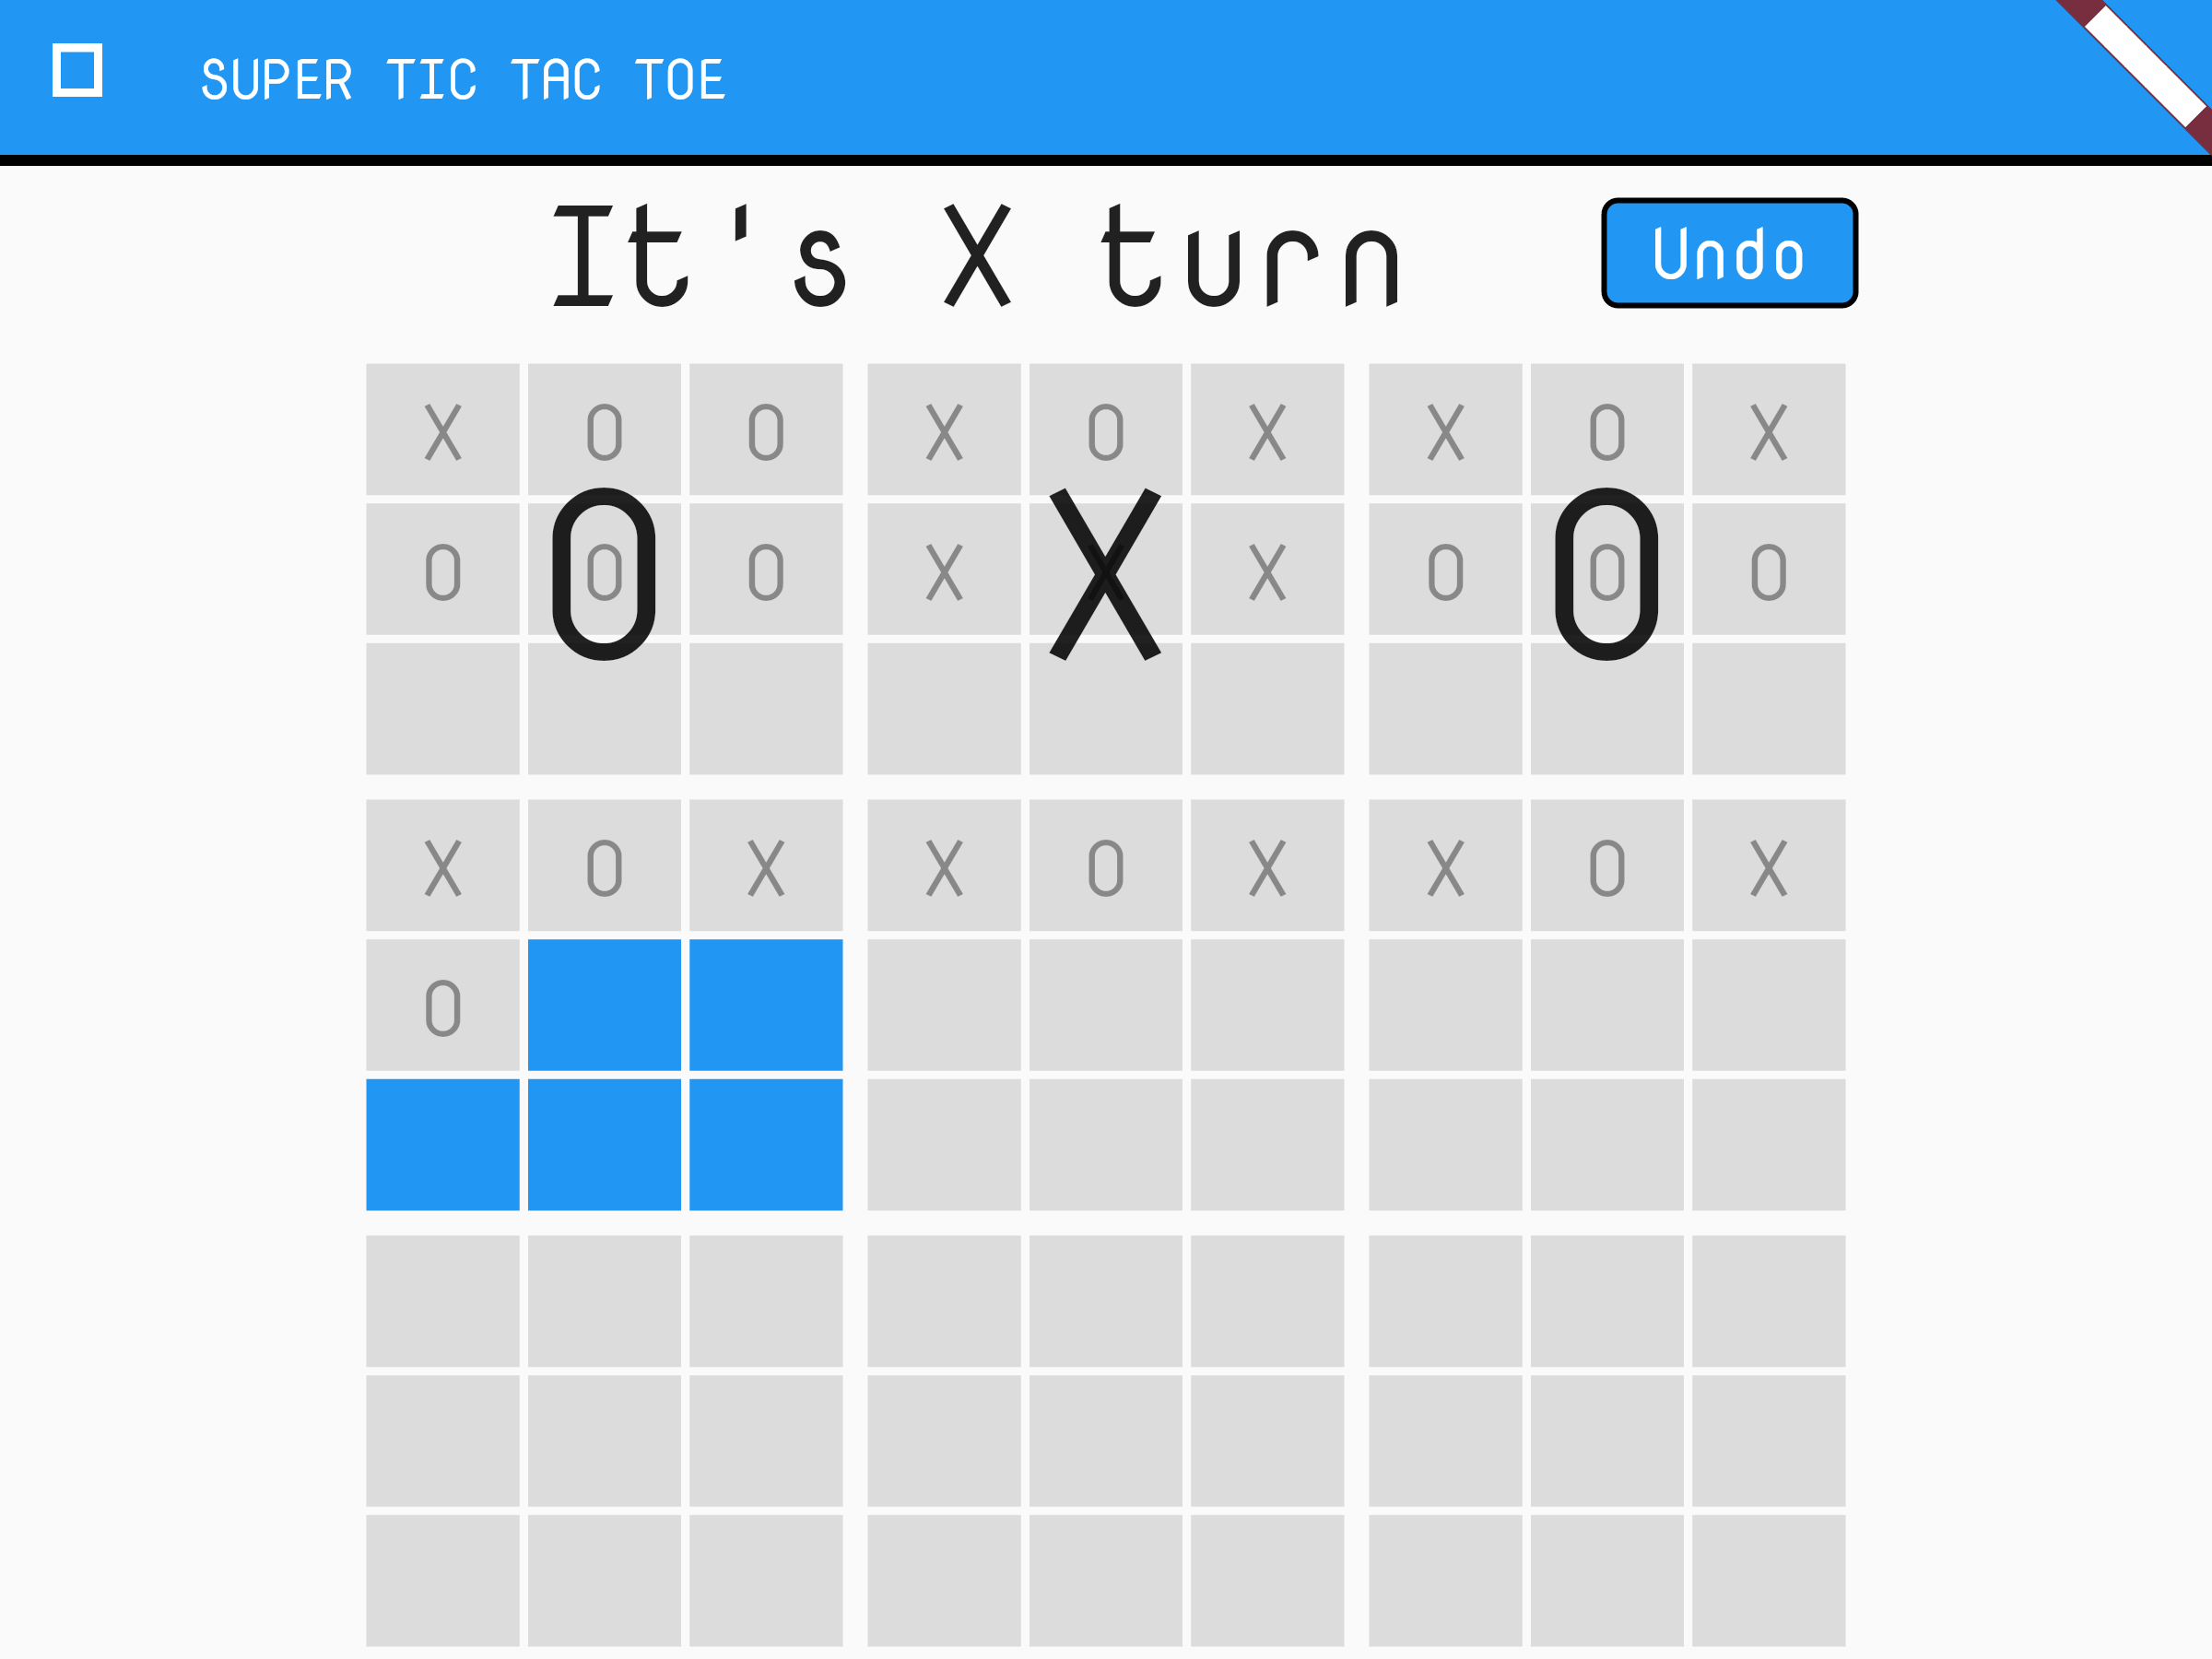 SUPER TIC TAC TOE
It's X turn
Undo
X O O X O X X O X
O O O X X X O O O
O X O
X O X X O X X O X
O